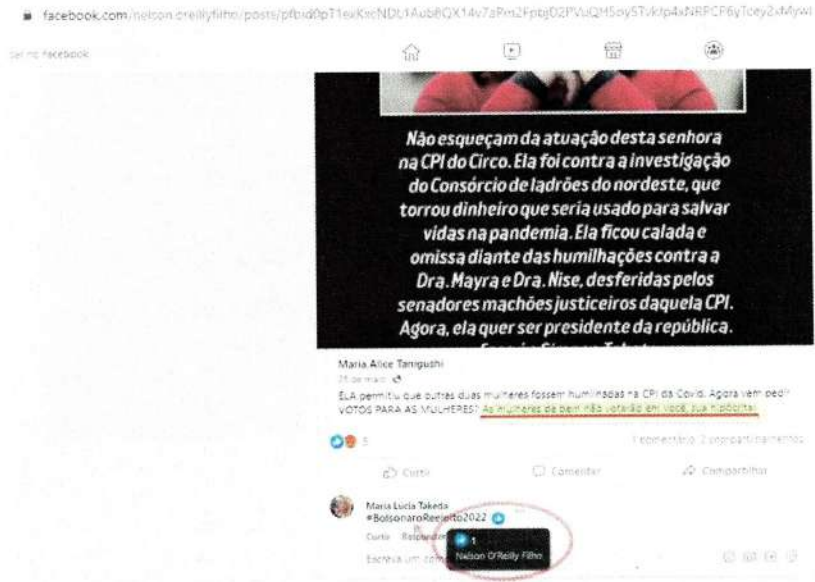 facebook.com/nelson.oreillyfilho/posts/
Não esqueçam da atuação desta senhora
na CPI do Circo. Ela foi contra a investigação
do Consórcio de ladrões do nordeste, que
torrou dinheiro que seria usado para salvar
vidas na pandemia. Ela ficou calada e
omissa diante das humilhações contra a
Dra. Mayra e Dra. Nise, desferidas pelos
senadores machões justiceiros daquela CPI.
Agora, ela quer ser presidente da república.
Maria Alice Tanigushi
de maio
ELA permitiu que outras duas mulheres fossem humilhadas na CPI da Covid. Agora vem pedir
VOTOS PARA AS MULHERES? As mulheres de bem não votarão em você, sua hipócrita!
5
1 comentário 2 compartilhamentos
Curtir Comentar Compartilhar
Maria Lucia Takeda
#BolsonaroReeleito2022
Curtir Responder
1
Nelson O'Reilly Filho
Escreva um